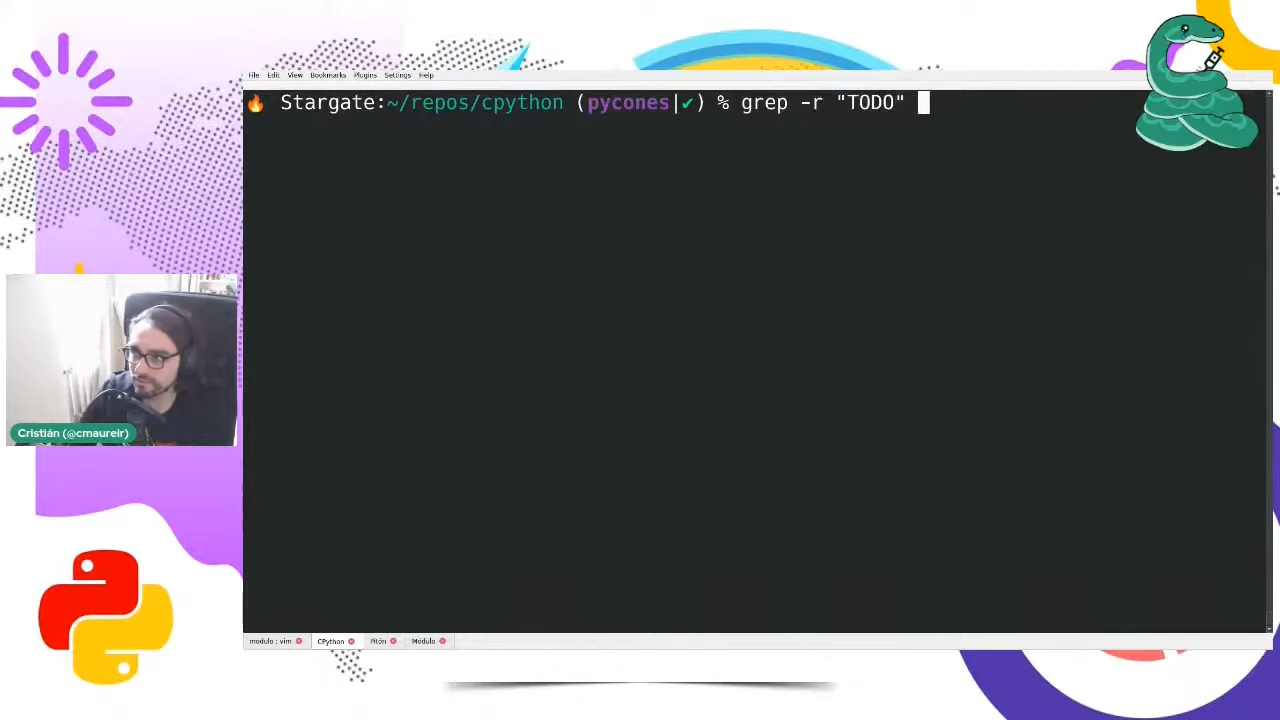 File Edit View Bookmarks Plugins Settings Help
🔥 Stargate:~/repos/cpython (pycones|✔) % grep -r "TODO"
Cristián (@cmaureir)
modulo : vim CPython Pitón Módulo